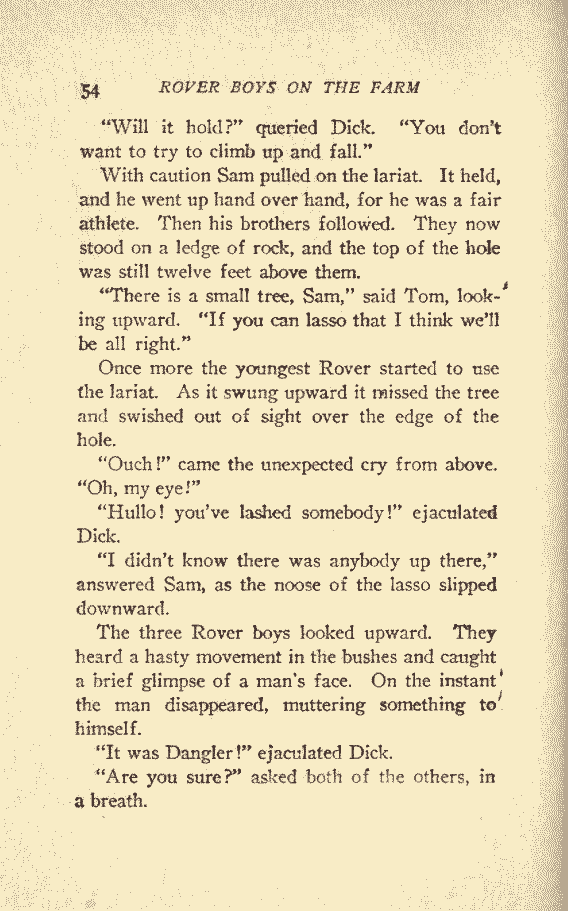 54 ROVER BOYS ON THE FARM
“Will it hold?” queried Dick. “You don’t
want to try to climb up and fall.”
With caution Sam pulled on the lariat. It held,
and he went up hand over hand, for he was a fair
athlete. Then his brothers followed. They now
stood on a ledge of rock, and the top of the hole
was still twelve feet above them.
“There is a small tree, Sam,” said Tom, look-
ing upward. “If you can lasso that I think we’ll
be all right.”
Once more the youngest Rover started to use
the lariat. As it swung upward it missed the tree
and swished out of sight over the edge of the
hole.
“Ouch!” came the unexpected cry from above.
“Oh, my eye!”
“Hullo! you’ve lashed somebody!” ejaculated
Dick.
“I didn’t know there was anybody up there,”
answered Sam, as the noose of the lasso slipped
downward.
The three Rover boys looked upward. They
heard a hasty movement in the bushes and caught
a brief glimpse of a man’s face. On the instant
the man disappeared, muttering something to
himself.
“It was Dangler!” ejaculated Dick.
“Are you sure?” asked both of the others, in
a breath.